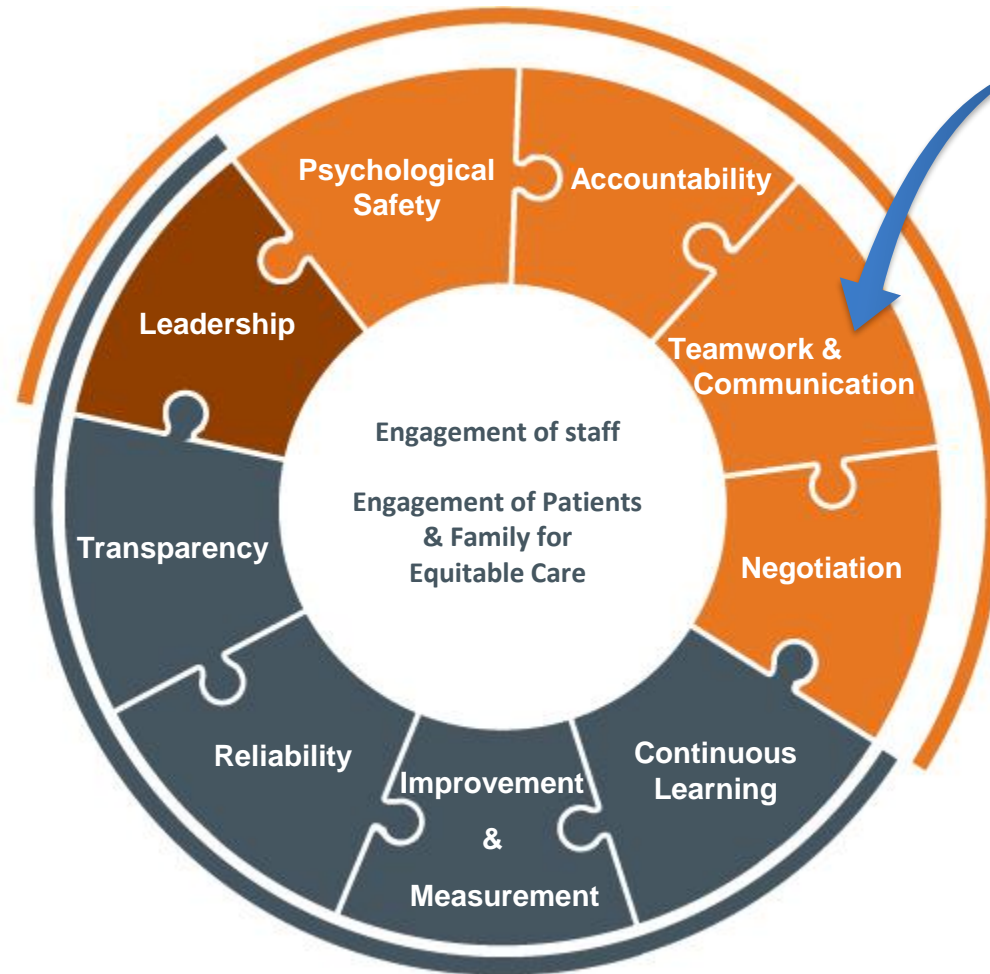 Psychological
Safety
Accountability
Teamwork &
Communication
Leadership
Engagement of staff
Engagement of Patients
& Family for
Equitable Care
Transparency
Negotiation
Reliability
Improvement
&
Measurement
Continuous
Learning